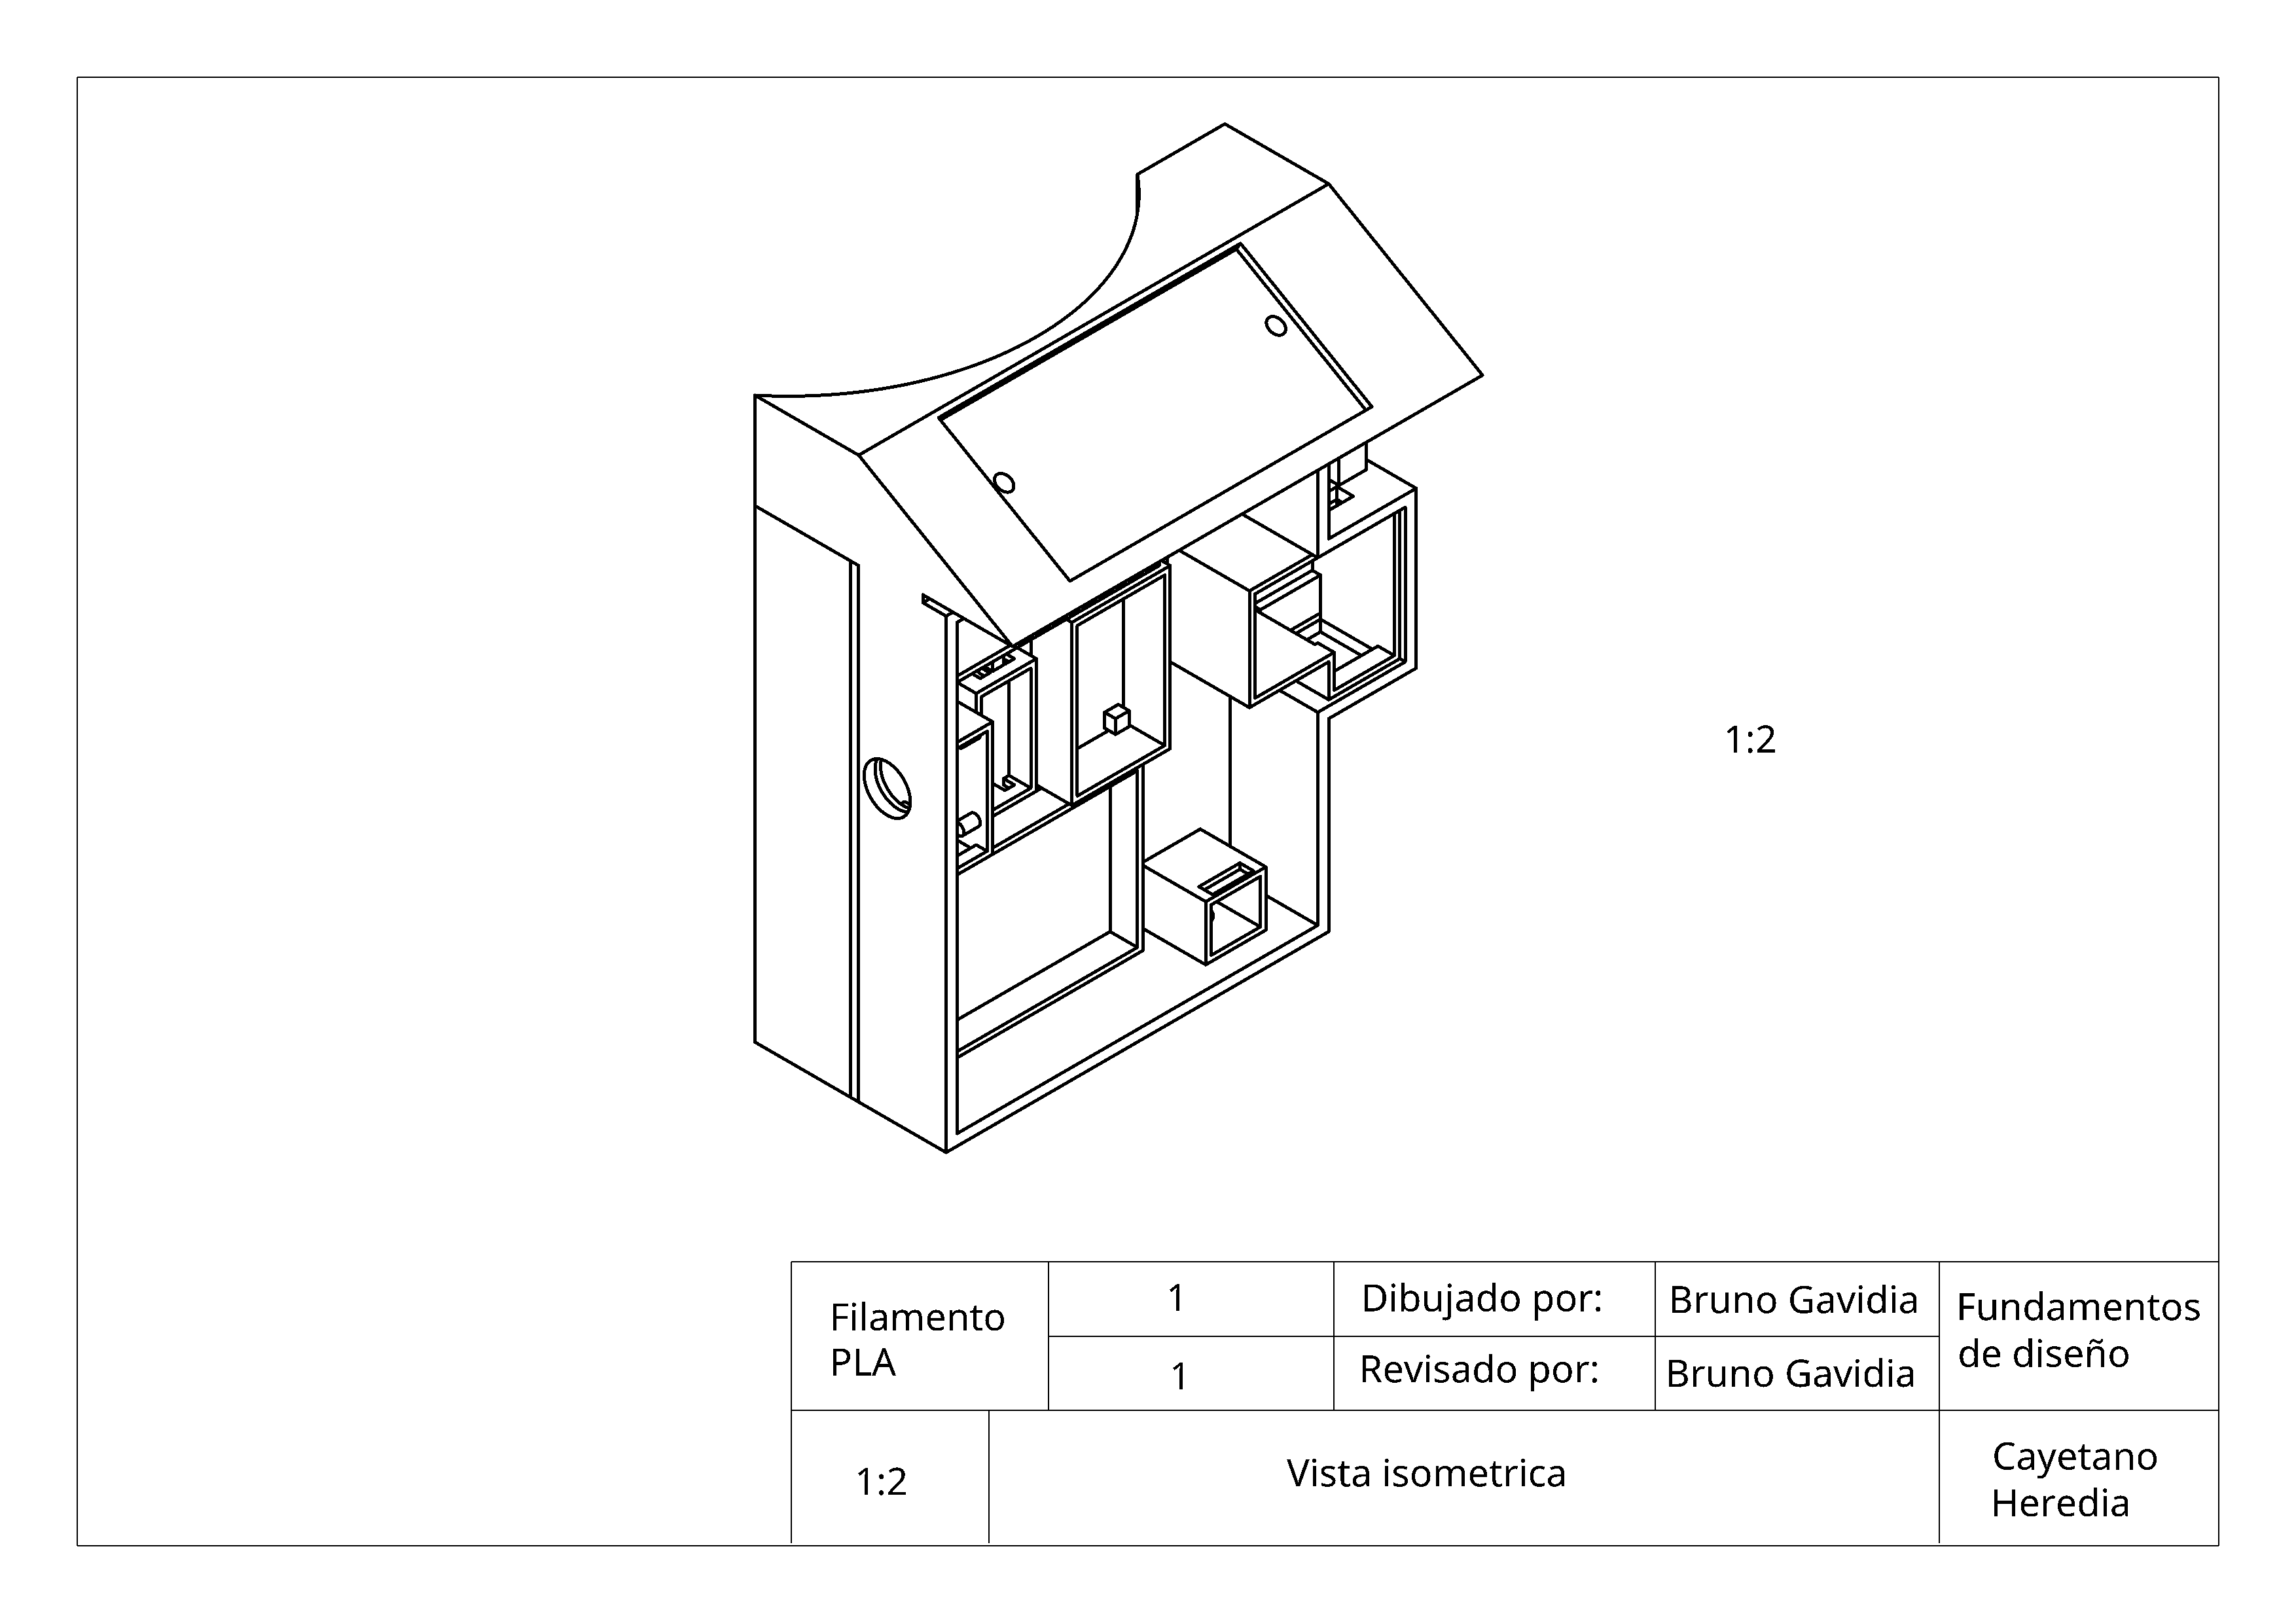 1:2
Filamento
PLA
1
1
Dibujado por:
Revisado por:
Bruno Gavidia
Bruno Gavidia
Fundamentos
de diseño
1:2
Vista isometrica
Cayetano
Heredia